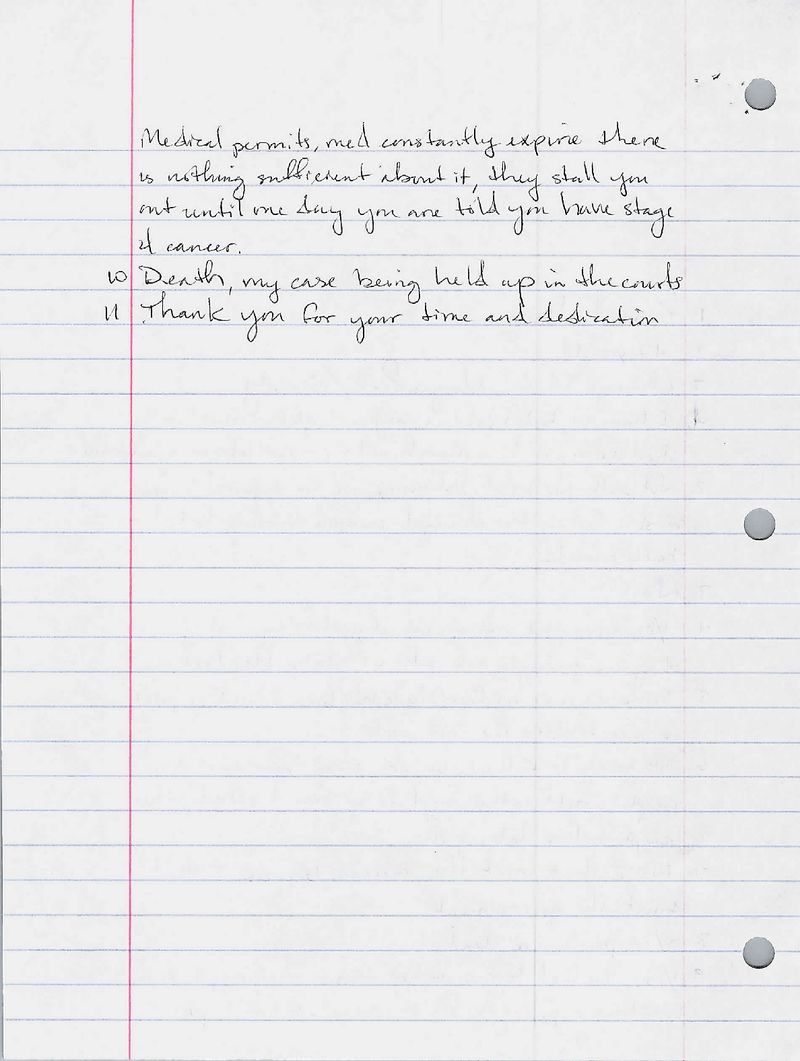 Medical permits, med constantly expire there
is nothing sufficient about it, they stall you
out until one day you are told you have stage
4 cancer.
10 Death, my case being held up in the courts
11 Thank you for your time and dedication